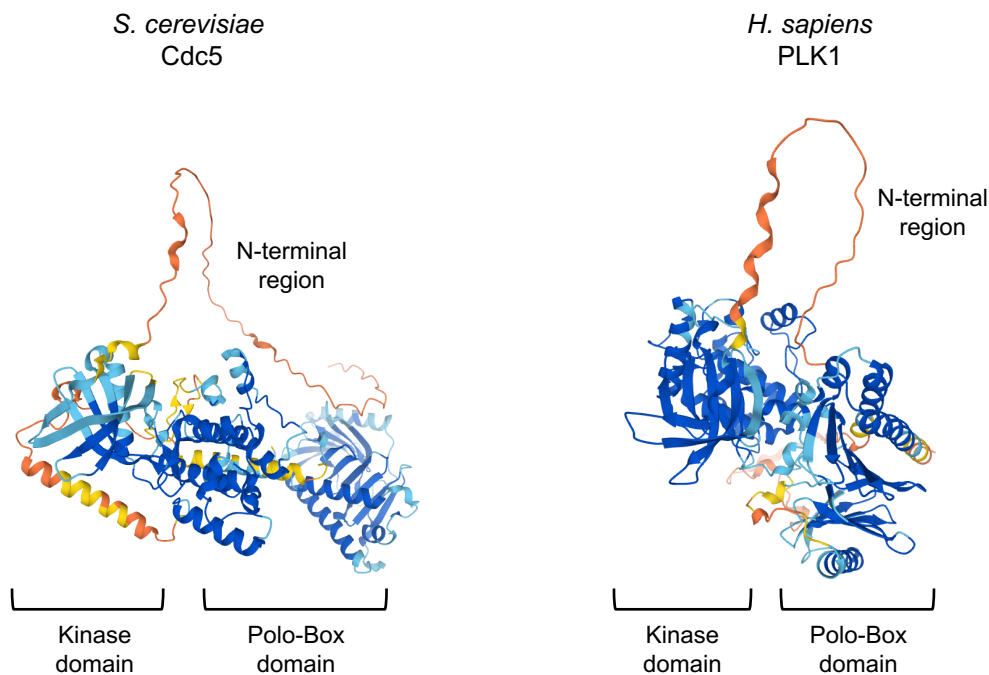 S. cerevisiae
Cdc5
N-terminal
region
Kinase
domain
Polo-Box
domain
H. sapiens
PLK1
N-terminal
region
Kinase
domain
Polo-Box
domain